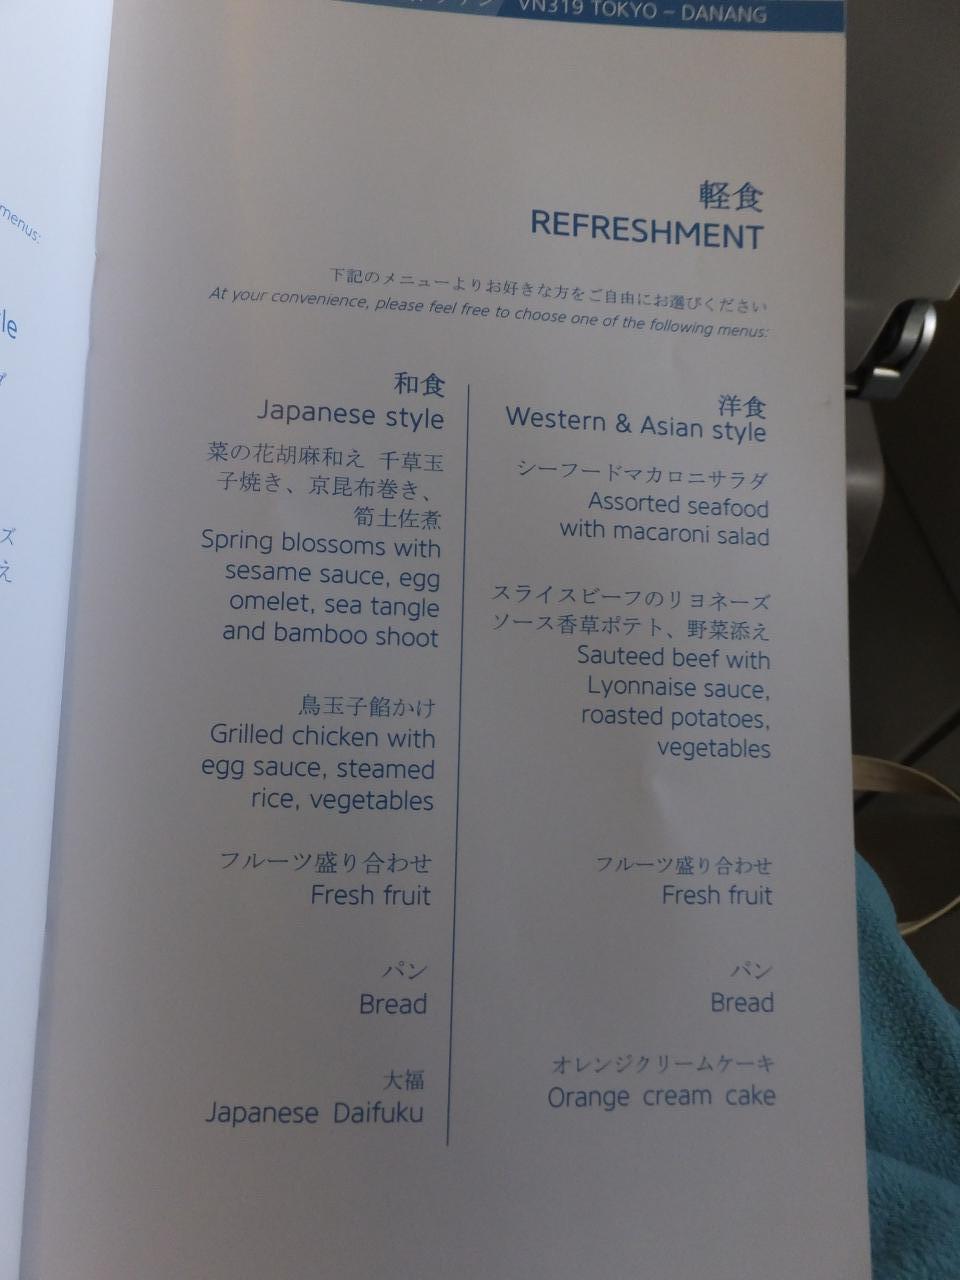 VN319 TOKYO – DANANG
軽食
REFRESHMENT
下記のメニューよりお好きな方をご自由にお選びください
At your convenience, please feel free to choose one of the following menus:
和食
Japanese style
菜の花胡麻和え 千草玉
子焼き、京昆布巻き、
筍土佐煮
Spring blossoms with
sesame sauce, egg
omelet, sea tangle
and bamboo shoot
鳥玉子餡かけ
Grilled chicken with
egg sauce, steamed
rice, vegetables
フルーツ盛り合わせ
Fresh fruit
パン
Bread
大福
Japanese Daifuku
洋食
Western & Asian style
シーフードマカロニサラダ
Assorted seafood
with macaroni salad
スライスビーフのリヨネーズ
ソース香草ポテト、野菜添え
Sauteed beef with
Lyonnaise sauce,
roasted potatoes,
vegetables
フルーツ盛り合わせ
Fresh fruit
パン
Bread
オレンジクリームケーキ
Orange cream cake
menus: